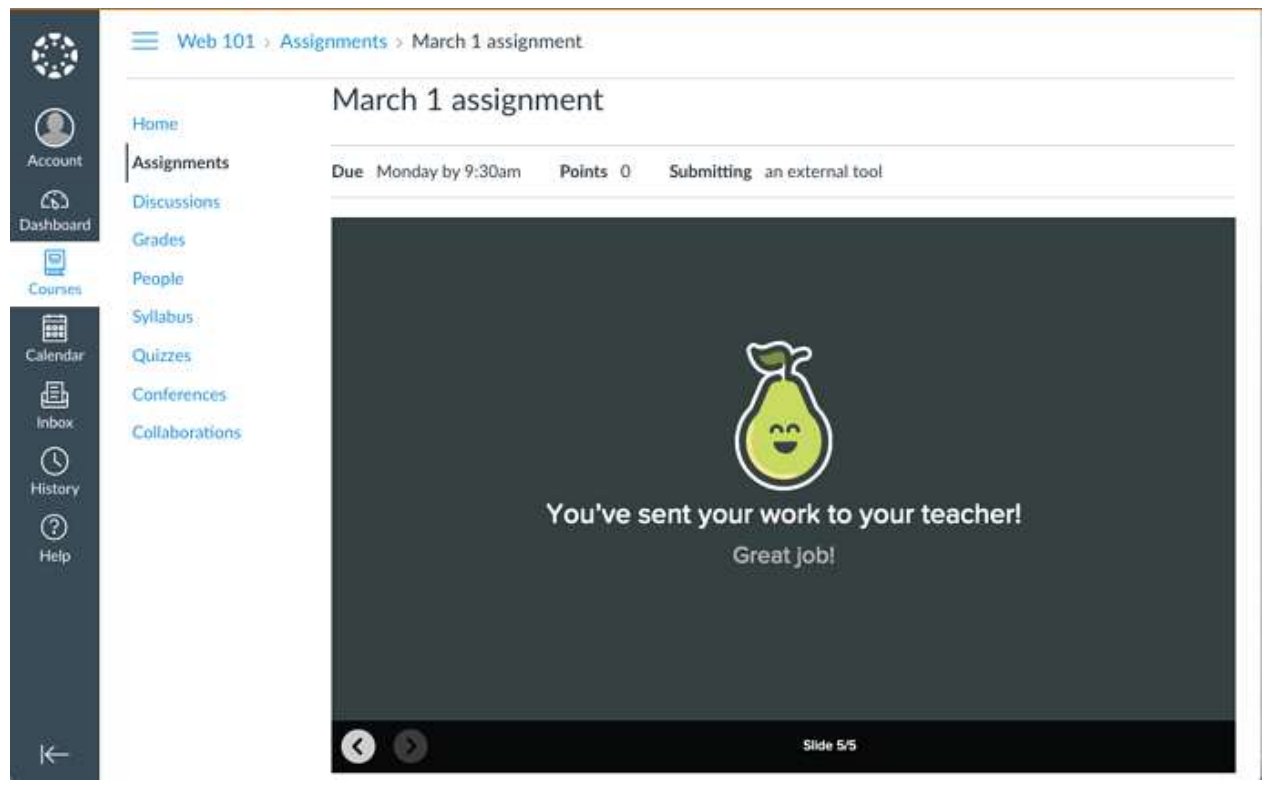 Web 101 › Assignments › March 1 assignment
Account
Dashboard
Courses
Calendar
Inbox
History
Help
Home
Assignments
Discussions
Grades
People
Syllabus
Quizzes
Conferences
Collaborations
March 1 assignment
Due Monday by 9:30am Points 0 Submitting an external tool
You've sent your work to your teacher!
Great job!
Slide 5/5